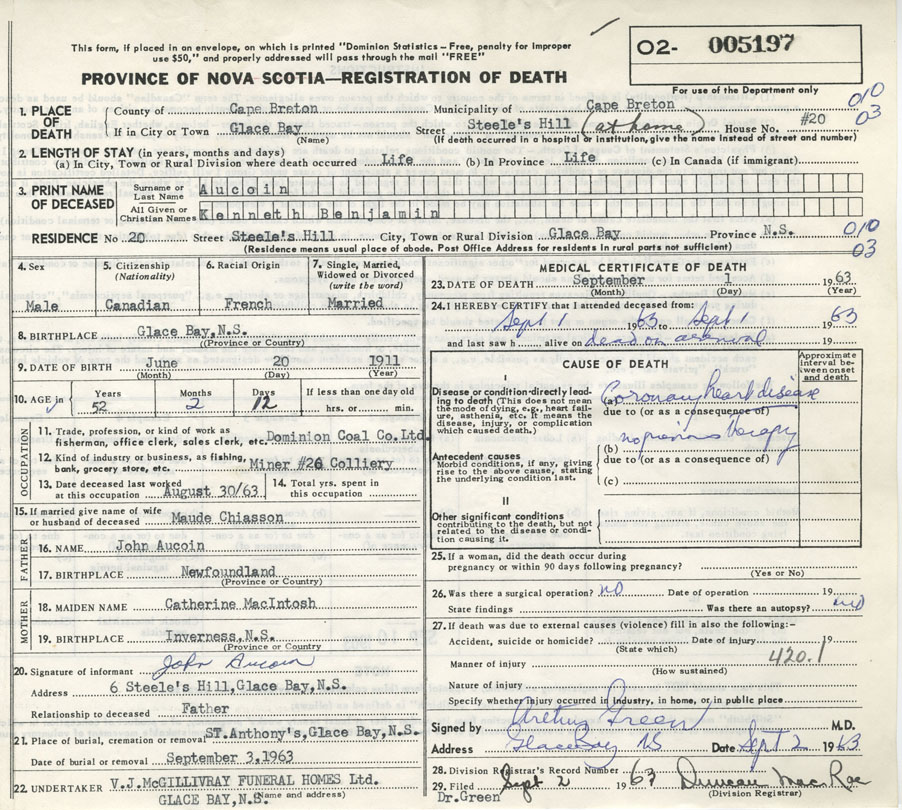 This form, if placed in an envelope, on which is printed "Dominion Statistics – Free, penalty for improper
use $50," and properly addressed will pass through the mail "FREE"
O2- 005197
PROVINCE OF NOVA SCOTIA—REGISTRATION OF DEATH
For use of the Department only
010
03
1. PLACE OF DEATH County of Cape Breton Municipality of Cape Breton
If in City or Town Glace Bay Street Steele's Hill (at home) House No. #20
(Name) (If death occurred in a hospital or institution, give the name instead of street and number)
2. LENGTH OF STAY (in years, months and days)
(a) In City, Town or Rural Division where death occurred Life (b) In Province Life (c) In Canada (if immigrant)
3. PRINT NAME OF DECEASED Surname or Last Name Aucoin
All Given or Christian Names Kenneth Benjamin
RESIDENCE No 20 Street Steele's Hill City, Town or Rural Division Glace Bay Province N.S. 010
(Residence means usual place of abode. Post Office Address for residents in rural parts not sufficient) 03
4. Sex 5. Citizenship (Nationality) 6. Racial Origin 7. Single, Married, Widowed or Divorced (write the word)
Male Canadian French Married
8. BIRTHPLACE Glace Bay,N.S.
(Province or Country)
9. DATE OF BIRTH June 20 1911
(Month) (Day) (Year)
10. AGE in Years Months Days If less than one day old
52 2 12 hrs. or min.
OCCUPATION
11. Trade, profession, or kind of work as
fisherman, office clerk, sales clerk, etc. Dominion Coal Co.Ltd.
12. Kind of industry or business, as fishing,
bank, grocery store, etc. Miner #26 Colliery
13. Date deceased last worked at this occupation August 30/63 14. Total yrs. spent in this occupation
15. If married give name of wife
or husband of deceased Maude Chiasson
FATHER
16. NAME John Aucoin
17. BIRTHPLACE Newfoundland
(Province or Country)
MOTHER
18. MAIDEN NAME Catherine MacIntosh
19. BIRTHPLACE Inverness,N.S.
(Province or Country)
20. Signature of informant John Aucoin
Address 6 Steele's Hill,Glace Bay,N.S.
Relationship to deceased Father
21. Place of burial, cremation or removal ST.Anthony's,Glace Bay,N.S.
Date of burial or removal September 3,1963
22. UNDERTAKER V.J.McGILLIVRAY FUNERAL HOMES Ltd.
GLACE BAY,N.S. (Name and address)
MEDICAL CERTIFICATE OF DEATH
23. DATE OF DEATH September 1 1963
(Month) (Day) (Year)
24. I HEREBY CERTIFY that I attended deceased from:
Sept 1 1963 to Sept 1 1963
and last saw h alive on dead on arrival 19
CAUSE OF DEATH
Approximate interval between onset and death
I
Disease or condition directly leading to death (This does not mean the mode of dying, e.g., heart failure, asthenia, etc. It means the disease, injury, or complication which caused death.)
(a) Coronary heart disease
due to (or as a consequence of)
Antecedent causes
Morbid conditions, if any, giving rise to the above cause, stating the underlying condition last.
(b) no previous therapy
due to (or as a consequence of)
(c)
II
Other significant conditions
contributing to the death, but not related to the disease or condition causing it.
25. If a woman, did the death occur during
pregnancy or within 90 days following pregnancy?
(Yes or No)
26. Was there a surgical operation? no Date of operation 19
State findings Was there an autopsy? no
27. If death was due to external causes (violence) fill in also the following:–
Accident, suicide or homicide? Date of injury 19
(State which)
Manner of injury 420.1
(How sustained)
Nature of injury
Specify whether injury occurred in industry, in home, or in public place
Signed by Arthur Green M.D.
Address Glace Bay NS Date Sept 2 1963
28. Division Registrar's Record Number
29. Filed Sept 2 1963 Duncan MacRae
Dr.Green (Division Registrar)